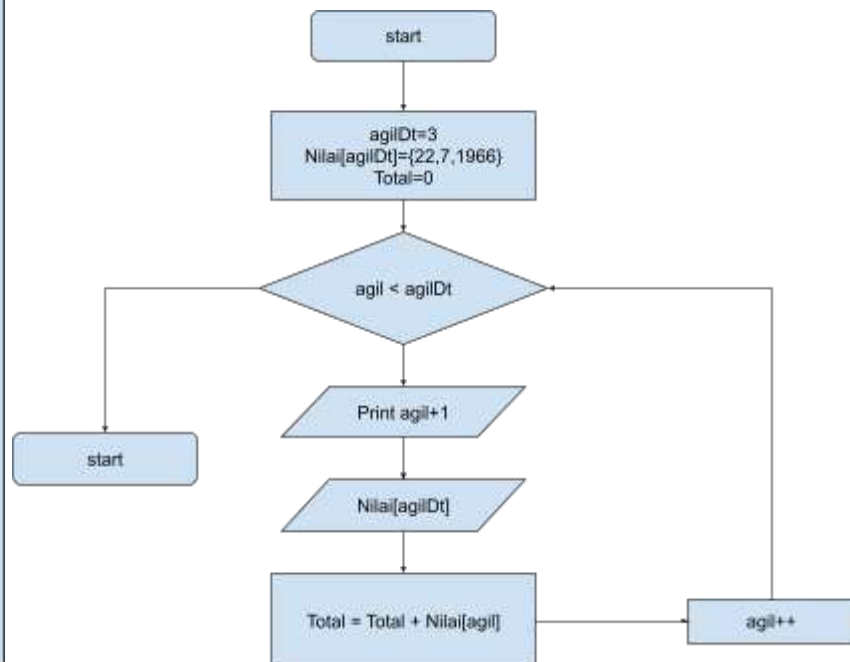 start
agilDt=3
Nilai[agilDt]={22,7,1966}
Total=0
agil < agilDt
Print agil+1
start
Nilai[agilDt]
Total = Total + Nilai[agil]
agil++